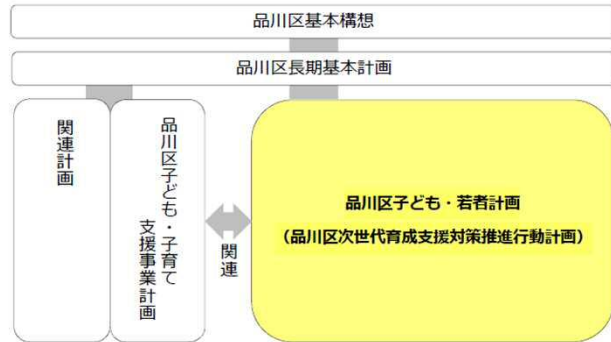 品川区基本構想
品川区長期基本計画
関連計画
品川区子ども・子育て
支援事業計画
関連
品川区子ども・若者計画
（品川区次世代育成支援対策推進行動計画）